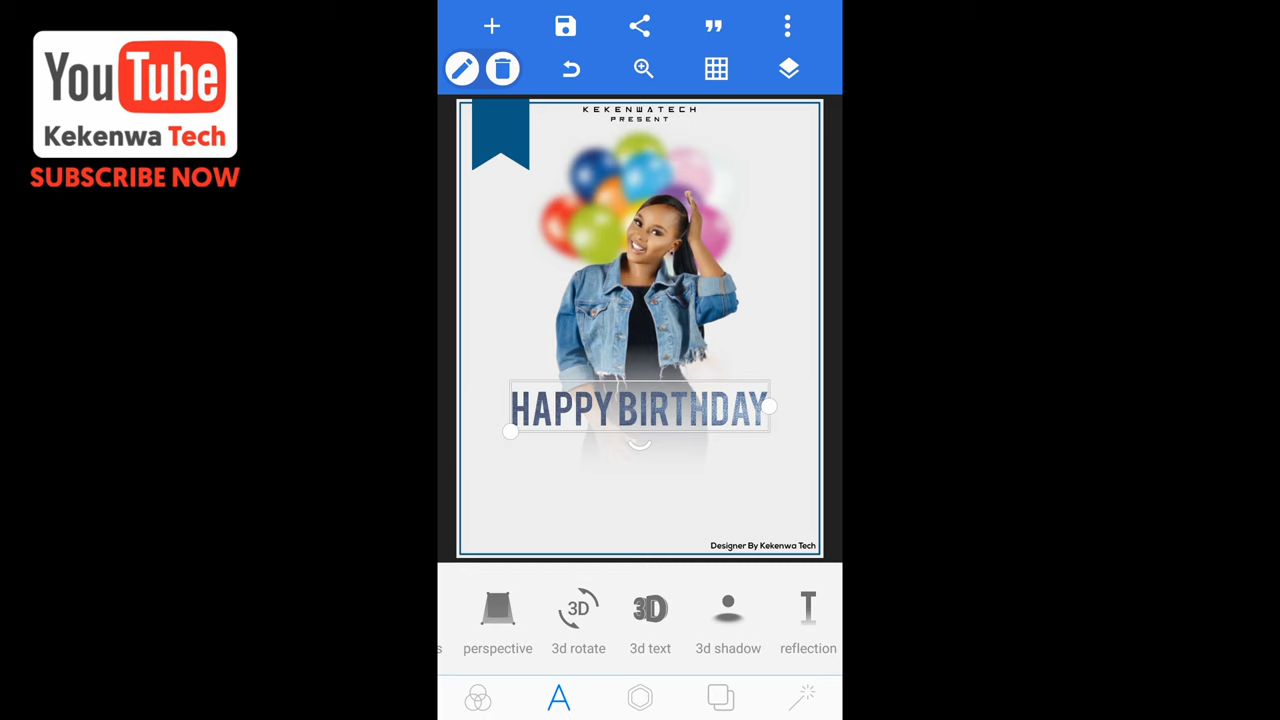 YouTube
Kekenwa Tech
SUBSCRIBE NOW
KEKENWATECH
PRESENT
HAPPY BIRTHDAY
Designer By Kekenwa Tech
s
perspective
3D
3d rotate
3D
3d text
3d shadow
T
reflection
A